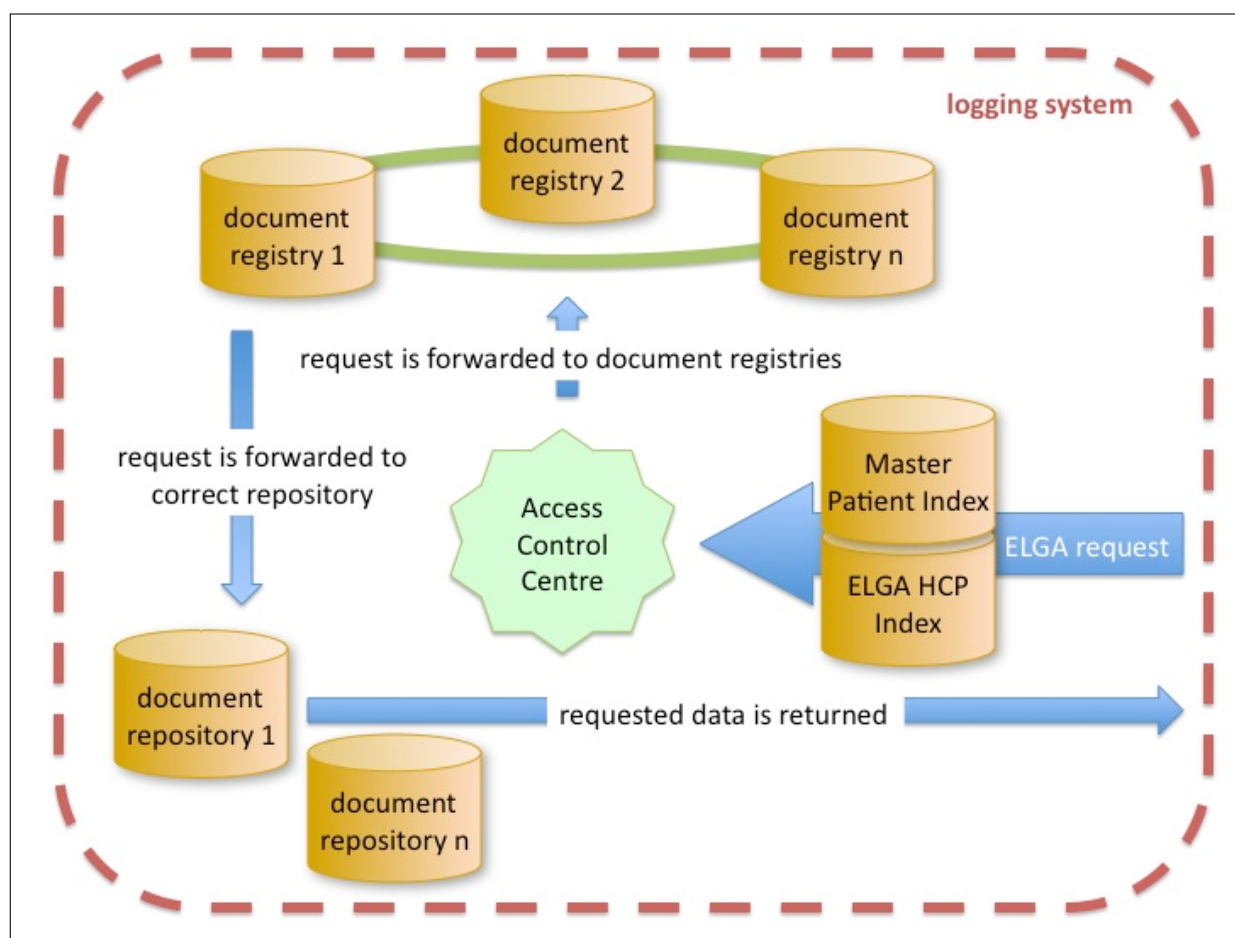 logging system
document
registry 2
document
registry 1
document
registry n
request is forwarded to document registries
request is forwarded to
correct repository
Access
Control
Centre
Master
Patient Index
ELGA request
ELGA HCP
Index
document
repository 1
requested data is returned
document
repository n